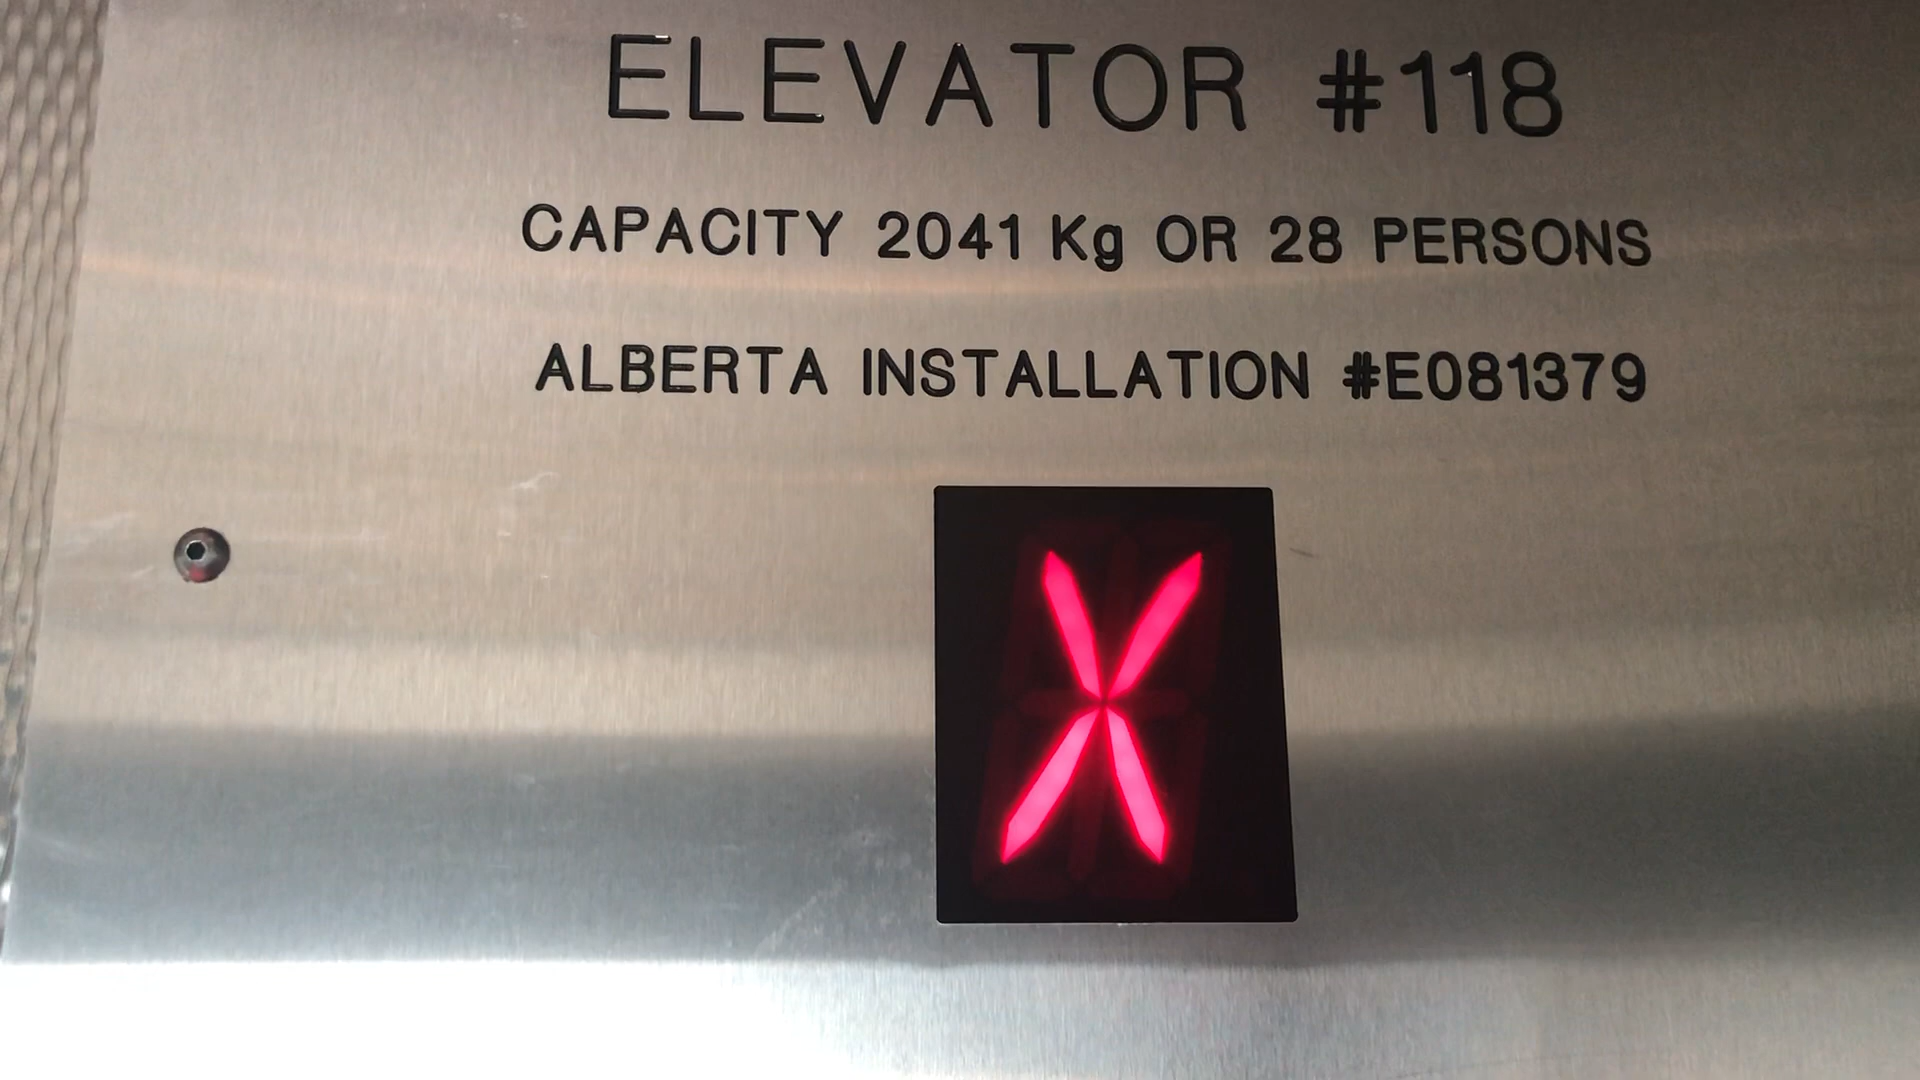 ELEVATOR #118
CAPACITY 2041 Kg OR 28 PERSONS
ALBERTA INSTALLATION #E081379
X